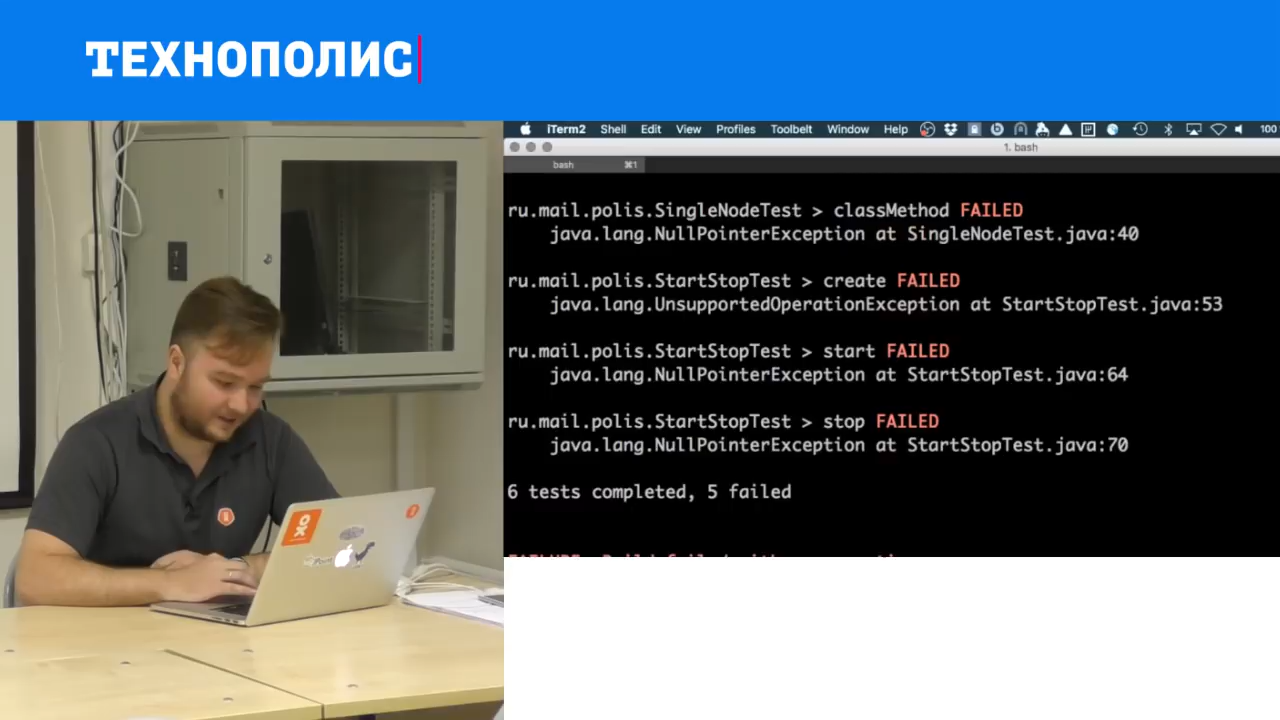 ТЕХНОПОЛИС
iTerm2 Shell Edit View Profiles Toolbelt Window Help 100
1. bash
bash ⌘1
ru.mail.polis.SingleNodeTest > classMethod FAILED
java.lang.NullPointerException at SingleNodeTest.java:40
ru.mail.polis.StartStopTest > create FAILED
java.lang.UnsupportedOperationException at StartStopTest.java:53
ru.mail.polis.StartStopTest > start FAILED
java.lang.NullPointerException at StartStopTest.java:64
ru.mail.polis.StartStopTest > stop FAILED
java.lang.NullPointerException at StartStopTest.java:70
6 tests completed, 5 failed